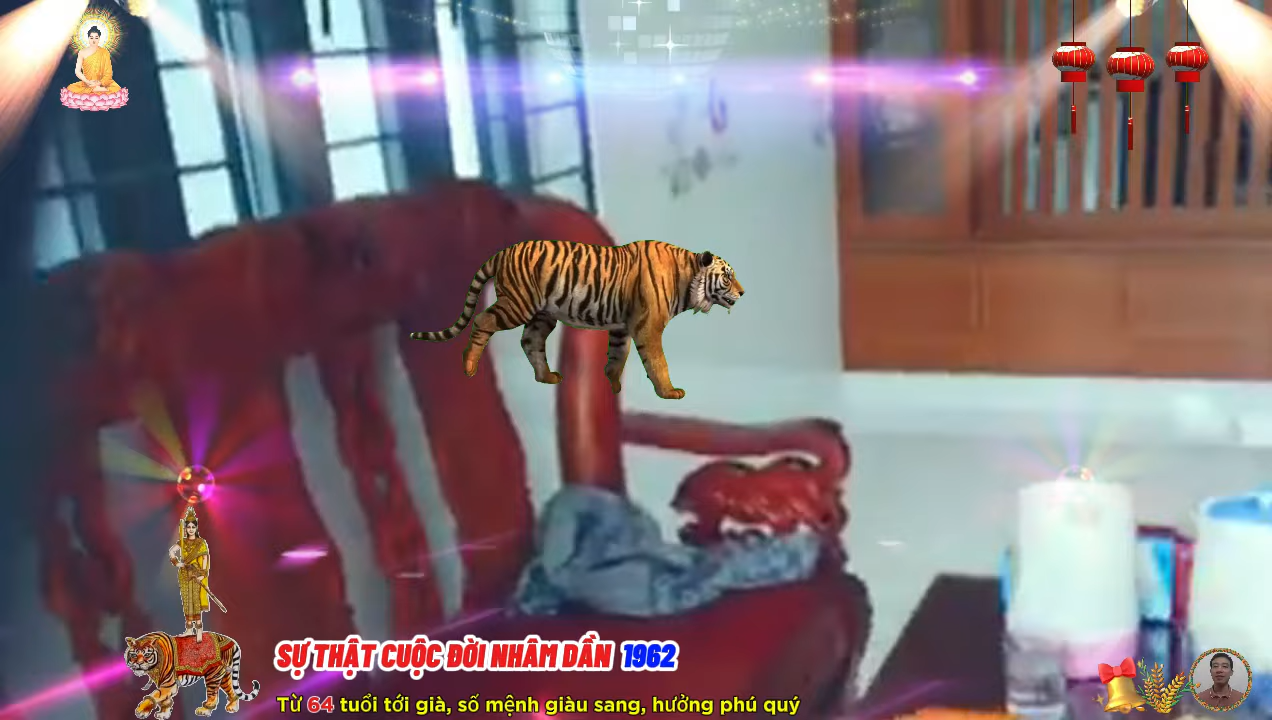 SỰ THẬT CUỘC ĐỜI NHÂM DẦN 1962
Từ 64 tuổi tới già, số mệnh giàu sang, hưởng phú quý